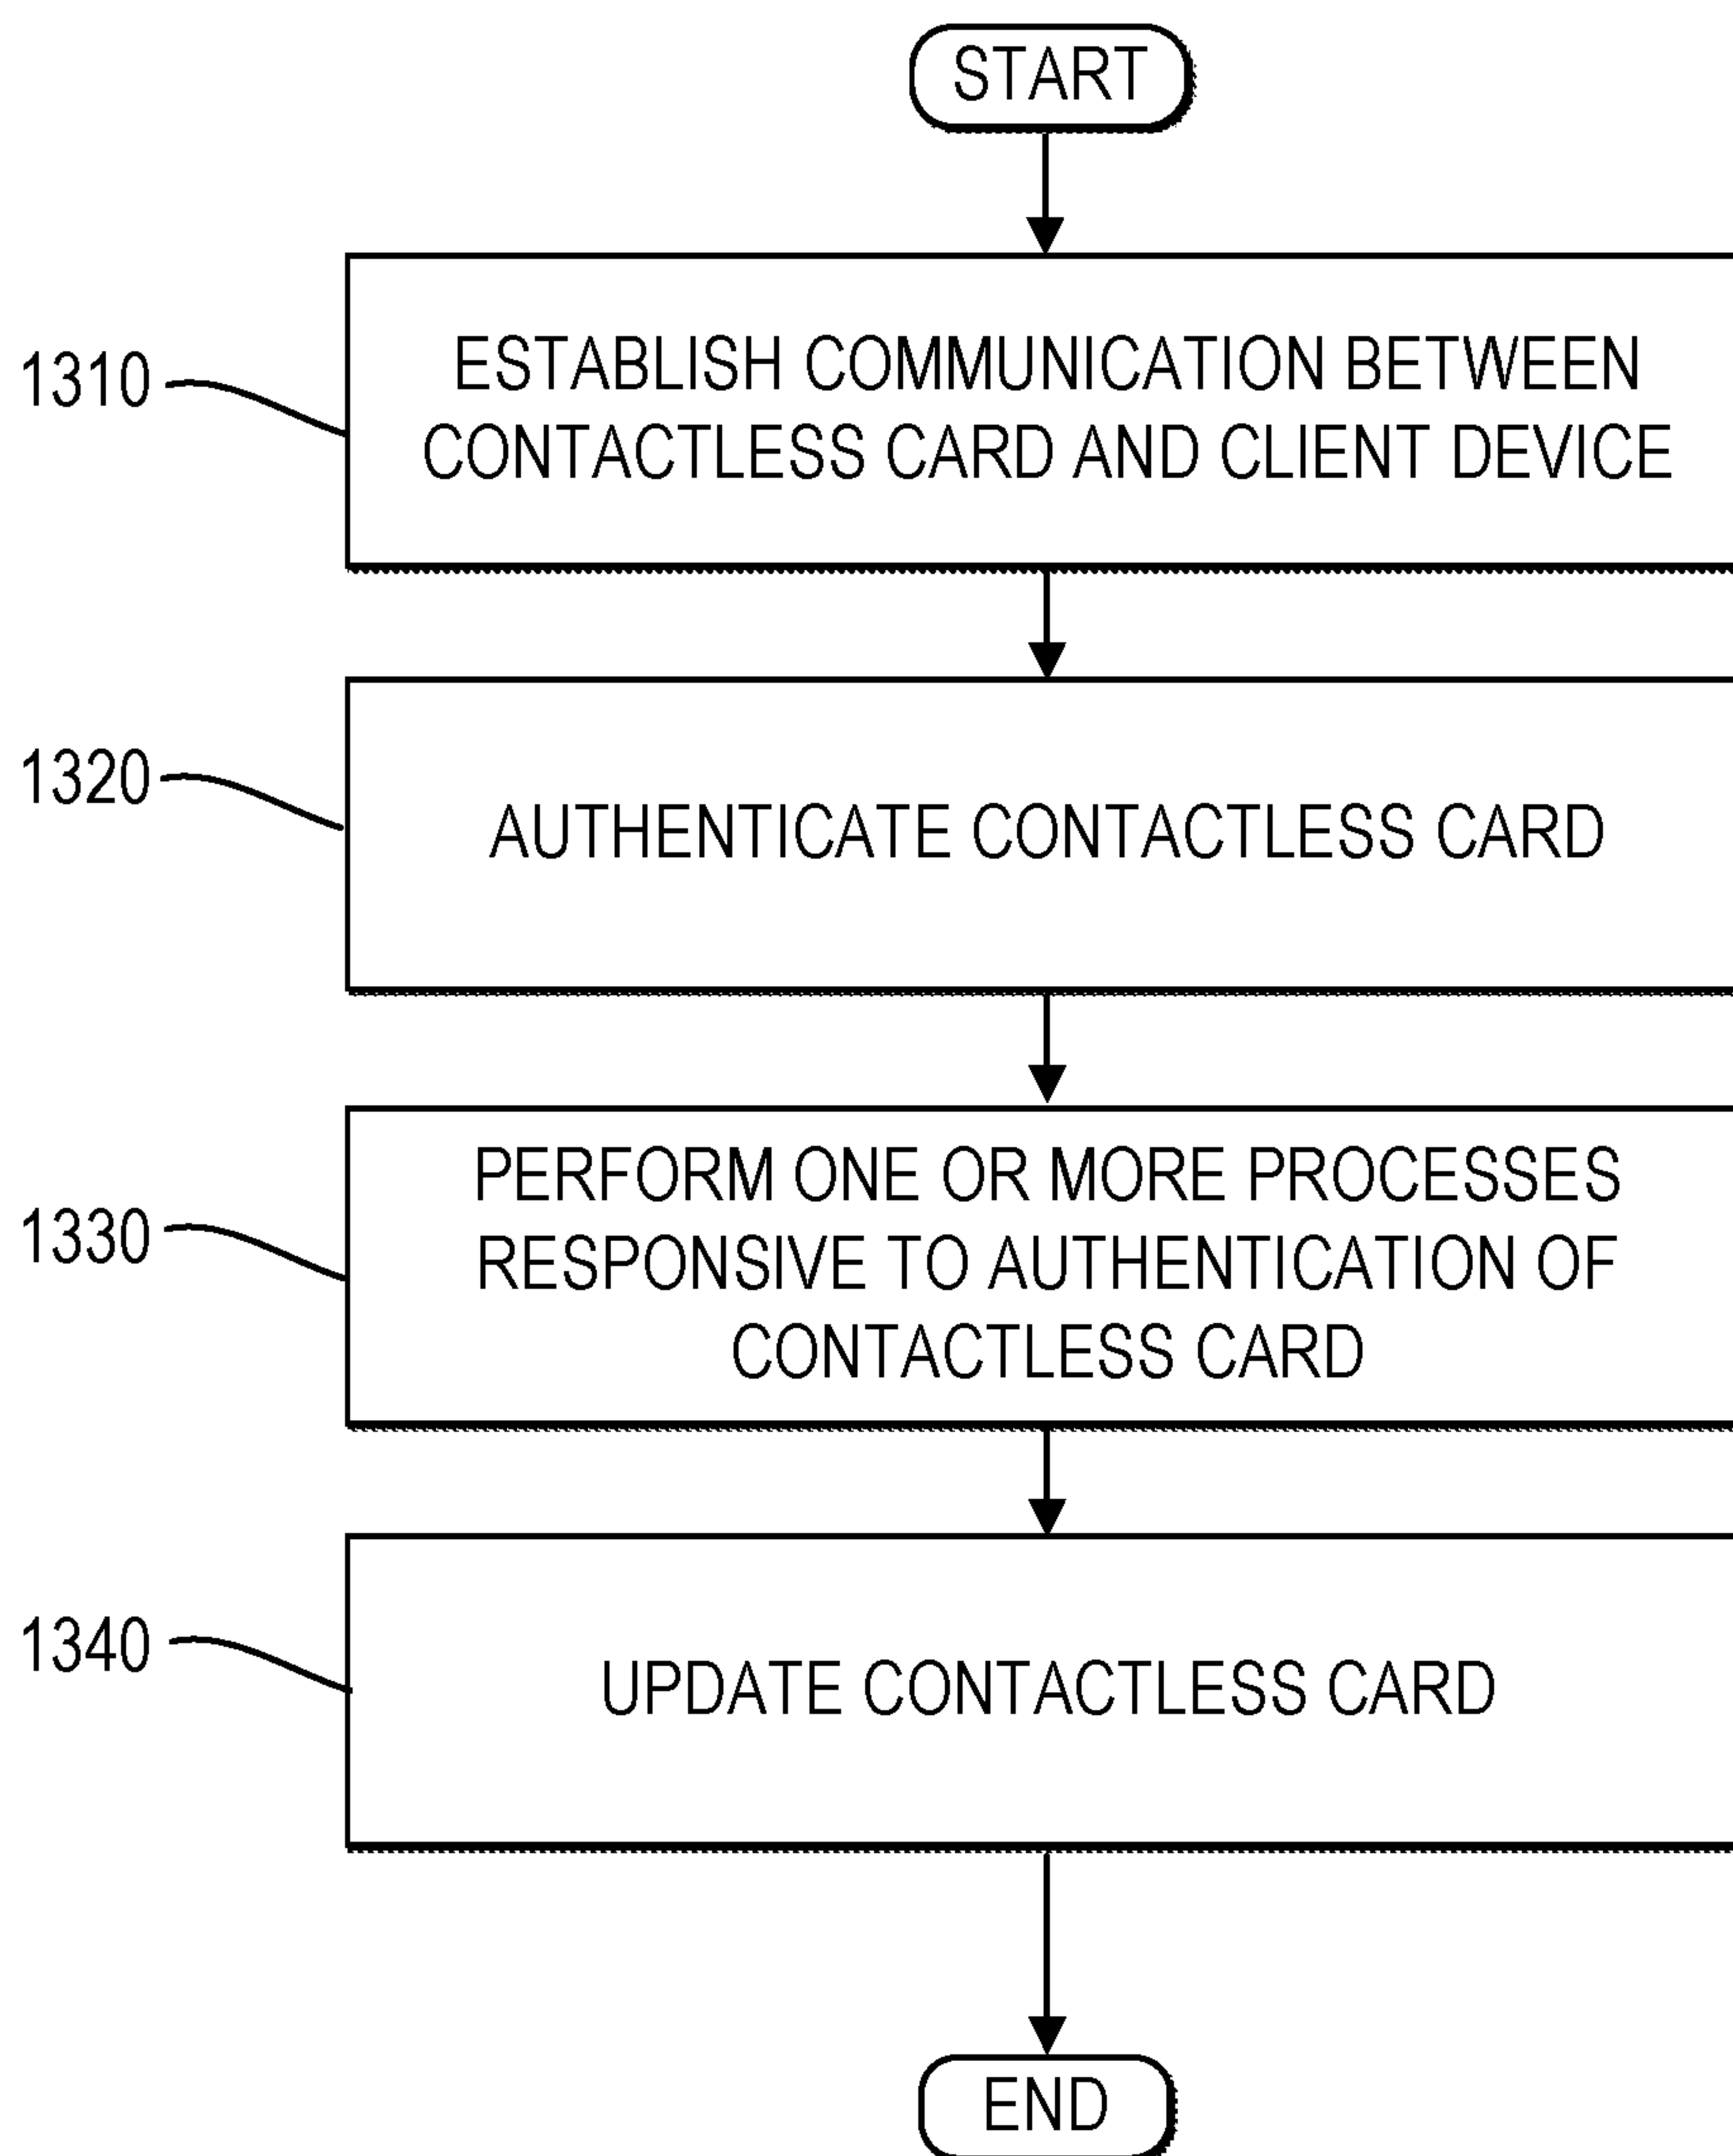 START
1310
ESTABLISH COMMUNICATION BETWEEN
CONTACTLESS CARD AND CLIENT DEVICE
1320
AUTHENTICATE CONTACTLESS CARD
1330
PERFORM ONE OR MORE PROCESSES
RESPONSIVE TO AUTHENTICATION OF
CONTACTLESS CARD
1340
UPDATE CONTACTLESS CARD
END